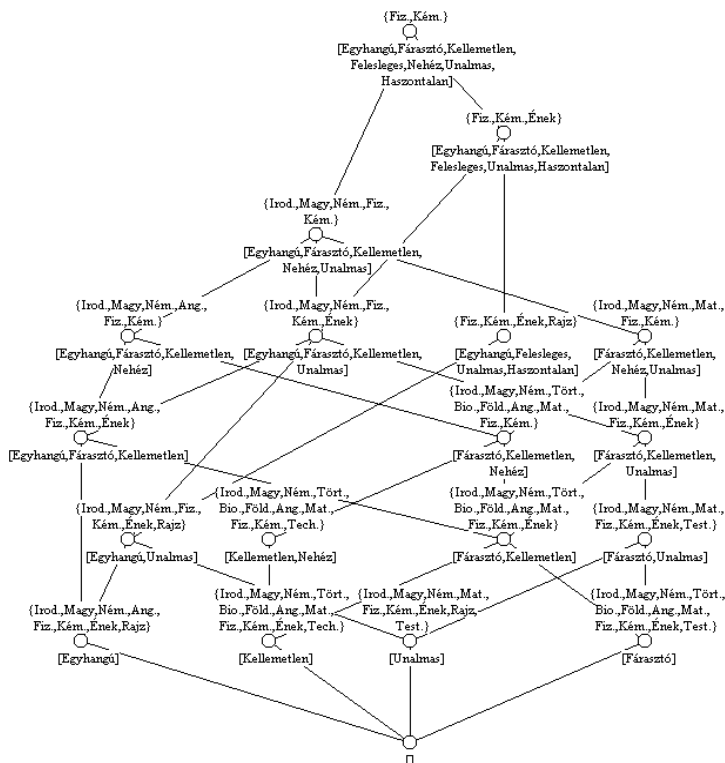 {Fiz.,Kém.}
[Egyhangú,Fárasztó,Kellemetlen,
Felesleges,Nehéz,Unalmas,
Haszontalan]
{Fiz.,Kém.,Ének}
[Egyhangú,Fárasztó,Kellemetlen,
Felesleges,Unalmas,Haszontalan]
{Irod.,Magy.,Ném.,Fiz.,
Kém.}
[Egyhangú,Fárasztó,Kellemetlen,
Nehéz,Unalmas]
{Irod.,Magy.,Ném.,Ang.,
Fiz.,Kém.}
[Egyhangú,Fárasztó,Kellemetlen,
Nehéz]
{Irod.,Magy.,Ném.,Fiz.,
Kém.,Ének}
[Egyhangú,Fárasztó,Kellemetlen,
Unalmas]
{Fiz.,Kém.,Ének,Rajz}
[Egyhangú,Felesleges,
Unalmas,Haszontalan]
{Irod.,Magy.,Ném.,Mat.,
Fiz.,Kém.}
[Fárasztó,Kellemetlen,
Nehéz,Unalmas]
{Irod.,Magy.,Ném.,Ang.,
Fiz.,Kém.,Ének}
[Egyhangú,Fárasztó,Kellemetlen]
{Irod.,Magy.,Ném.,Tört.,
Bio.,Föld.,Ang.,Mat.,
Fiz.,Kém.}
[Fárasztó,Kellemetlen,
Nehéz]
{Irod.,Magy.,Ném.,Mat.,
Fiz.,Kém.,Ének}
[Fárasztó,Kellemetlen,
Unalmas]
{Irod.,Magy.,Ném.,Fiz.,
Kém.,Ének,Rajz}
[Egyhangú,Unalmas]
{Irod.,Magy.,Ném.,Tört.,
Bio.,Föld.,Ang.,Mat.,
Fiz.,Kém.,Tech.}
[Kellemetlen,Nehéz]
{Irod.,Magy.,Ném.,Tört.,
Bio.,Föld.,Ang.,Mat.,
Fiz.,Kém.,Ének}
[Fárasztó,Kellemetlen]
{Irod.,Magy.,Ném.,Mat.,
Fiz.,Kém.,Ének,Test.}
[Fárasztó,Unalmas]
{Irod.,Magy.,Ném.,Ang.,
Fiz.,Kém.,Ének,Rajz}
[Egyhangú]
{Irod.,Magy.,Ném.,Tört.,
Bio.,Föld.,Ang.,Mat.,
Fiz.,Kém.,Ének,Tech.}
[Kellemetlen]
{Irod.,Magy.,Ném.,Mat.,
Fiz.,Kém.,Ének,Rajz,
Test.}
[Unalmas]
{Irod.,Magy.,Ném.,Tört.,
Bio.,Föld.,Ang.,Mat.,
Fiz.,Kém.,Ének,Test.}
[Fárasztó]
[]